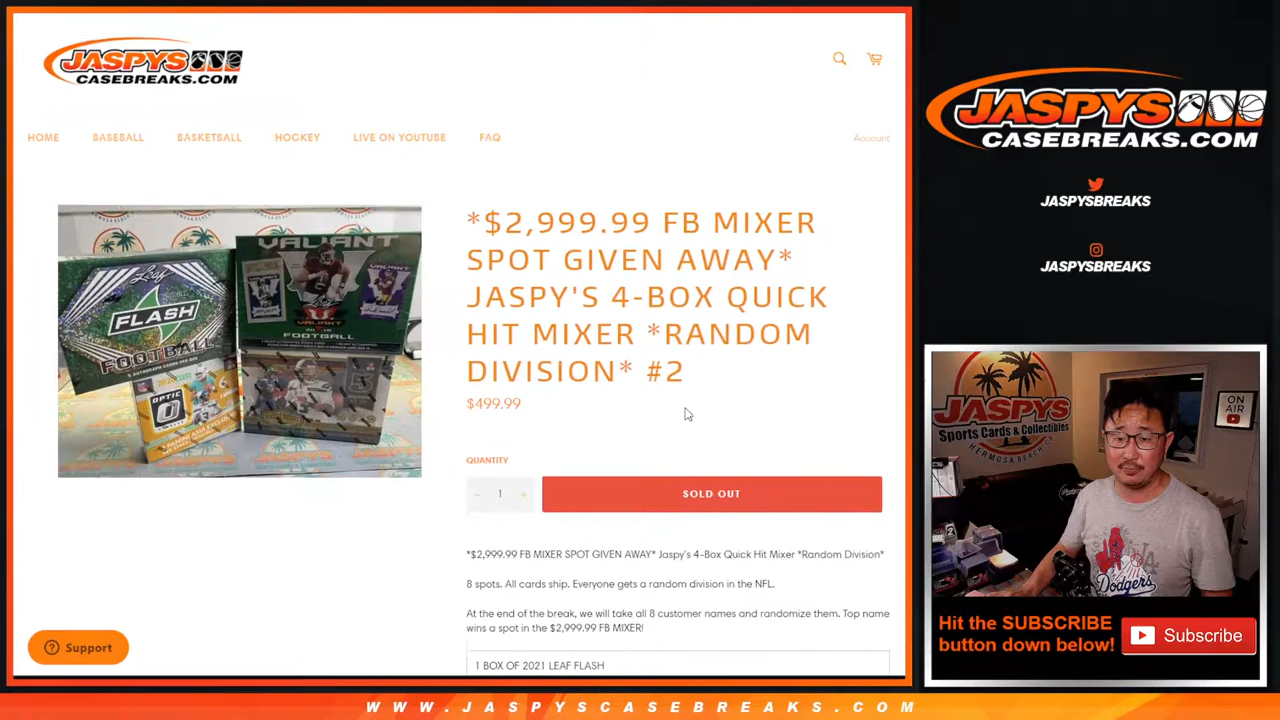 JASPYS
CASEBREAKS.COM
HOME
BASEBALL
BASKETBALL
HOCKEY
LIVE ON YOUTUBE
FAQ
Account
*$2,999.99 FB MIXER
SPOT GIVEN AWAY*
JASPY'S 4-BOX QUICK
HIT MIXER *RANDOM
DIVISION* #2
$499.99
QUANTITY
− 1 +
SOLD OUT
*$2,999.99 FB MIXER SPOT GIVEN AWAY* Jaspy's 4-Box Quick Hit Mixer *Random Division*
8 spots. All cards ship. Everyone gets a random division in the NFL.
At the end of the break, we will take all 8 customer names and randomize them. Top name
wins a spot in the $2,999.99 FB MIXER!
1 BOX OF 2021 LEAF FLASH
Support
Leaf
FLASH
FOOTBALL
VALIANT
VALIANT
FOOTBALL
OPTIC
JASPYS
CASEBREAKS.COM
JASPYSBREAKS
JASPYSBREAKS
JASPYS
Sports Cards & Collectibles
HERMOSA BEACH
ON
AIR
Dodgers
Hit the SUBSCRIBE
button down below!
Subscribe
WWW.JASPYSCASEBREAKS.COM